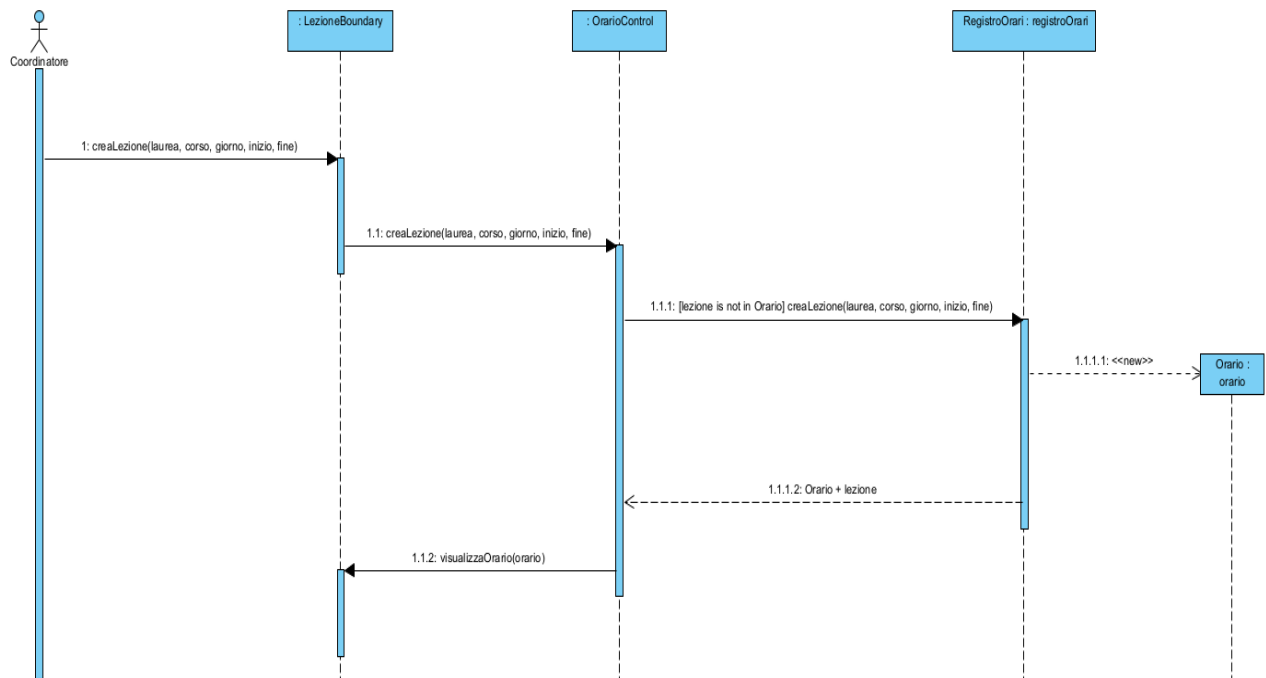 : LezioneBoundary
: OrarioControl
RegistroOrari : registroOrari
Coordinatore
1: creaLezione(laurea, corso, giorno, inizio, fine)
1.1: creaLezione(laurea, corso, giorno, inizio, fine)
1.1.1: [lezione is not in Orario] creaLezione(laurea, corso, giorno, inizio, fine)
1.1.1.1: <<new>>
Orario :
orario
1.1.1.2: Orario + lezione
1.1.2: visualizzaOrario(orario)